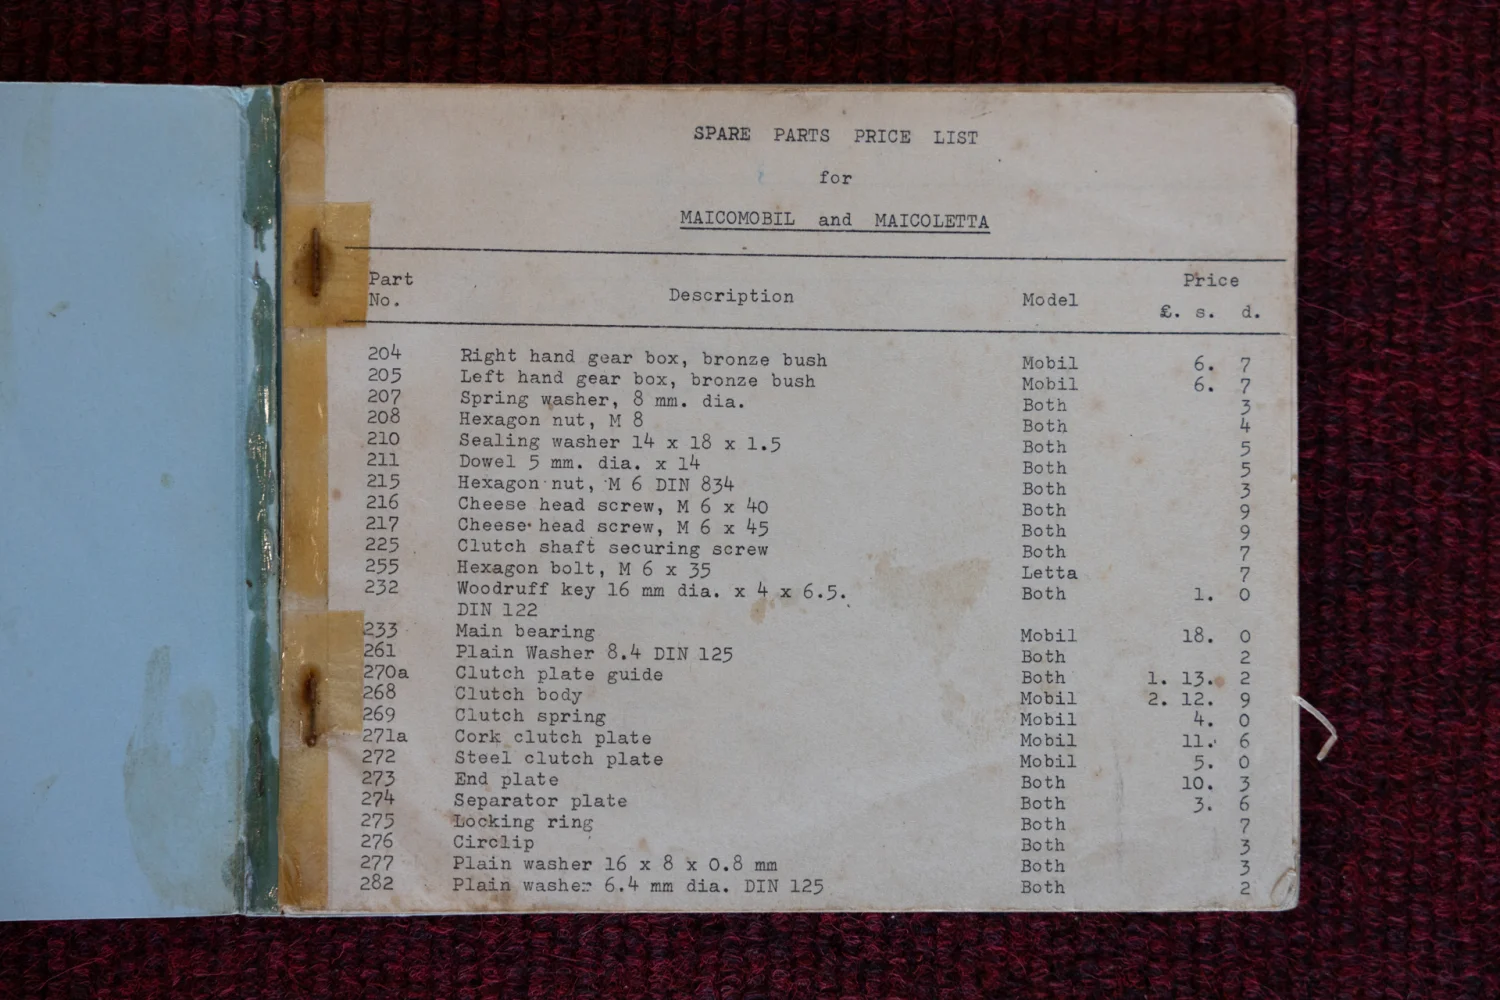 SPARE PARTS PRICE LIST
for
MAICOMOBIL and MAICOLETTA
Part No. Description Model Price
£. s. d.
204 Right hand gear box, bronze bush Mobil 6. 7
205 Left hand gear box, bronze bush Mobil 6. 7
207 Spring washer, 8 mm. dia. Both 3
208 Hexagon nut, M 8 Both 4
210 Sealing washer 14 x 18 x 1.5 Both 5
211 Dowel 5 mm. dia. x 14 Both 5
215 Hexagon nut, M 6 DIN 834 Both 3
216 Cheese head screw, M 6 x 40 Both 9
217 Cheese head screw, M 6 x 45 Both 9
225 Clutch shaft securing screw Both 7
255 Hexagon bolt, M 6 x 35 Letta 7
232 Woodruff key 16 mm dia. x 4 x 6.5. Both 1. 0
DIN 122
233 Main bearing Mobil 18. 0
261 Plain Washer 8.4 DIN 125 Both 2
270a Clutch plate guide Both 1. 13. 2
268 Clutch body Mobil 2. 12. 9
269 Clutch spring Mobil 4. 0
271a Cork clutch plate Mobil 11. 6
272 Steel clutch plate Mobil 5. 0
273 End plate Both 10. 3
274 Separator plate Both 3. 6
275 Locking ring Both 7
276 Circlip Both 3
277 Plain washer 16 x 8 x 0.8 mm Both 3
282 Plain washer 6.4 mm dia. DIN 125 Both 2